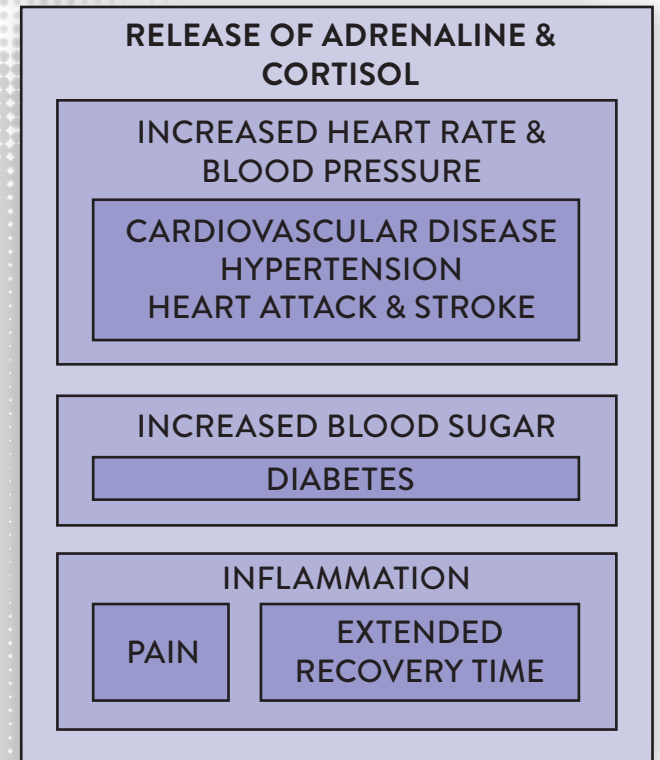 RELEASE OF ADRENALINE &
CORTISOL
INCREASED HEART RATE &
BLOOD PRESSURE
CARDIOVASCULAR DISEASE
HYPERTENSION
HEART ATTACK & STROKE
INCREASED BLOOD SUGAR
DIABETES
INFLAMMATION
PAIN
EXTENDED
RECOVERY TIME